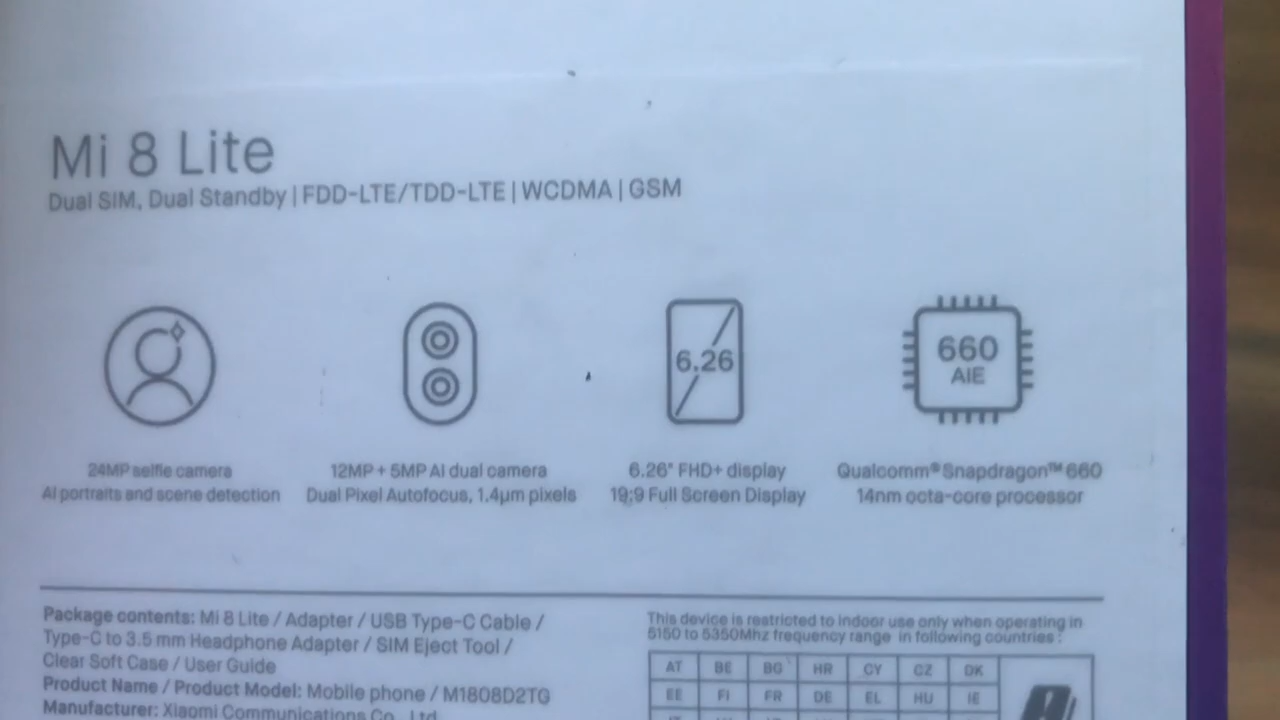 Mi 8 Lite
Dual SIM, Dual Standby | FDD-LTE/TDD-LTE | WCDMA | GSM
6.26
660
AIE
24MP selfie camera
AI portraits and scene detection
12MP + 5MP AI dual camera
Dual Pixel Autofocus, 1.4μm pixels
6.26" FHD+ display
19:9 Full Screen Display
Qualcomm® Snapdragon™ 660
14nm octa-core processor
Package contents: Mi 8 Lite / Adapter / USB Type-C Cable /
Type-C to 3.5 mm Headphone Adapter / SIM Eject Tool /
Clear Soft Case / User Guide
Product Name / Product Model: Mobile phone / M1808D2TG
Manufacturer: Xiaomi Communications Co., Ltd.
This device is restricted to indoor use only when operating in
5150 to 5350Mhz frequency range in following countries :
AT BE BG HR CY CZ DK
EE FI FR DE EL HU IE